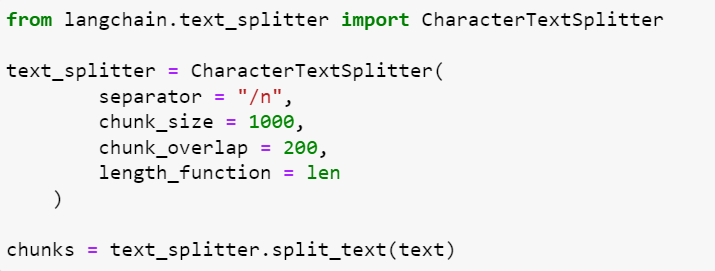 from langchain.text_splitter import CharacterTextSplitter
text_splitter = CharacterTextSplitter(
separator = "/n",
chunk_size = 1000,
chunk_overlap = 200,
length_function = len
)
chunks = text_splitter.split_text(text)